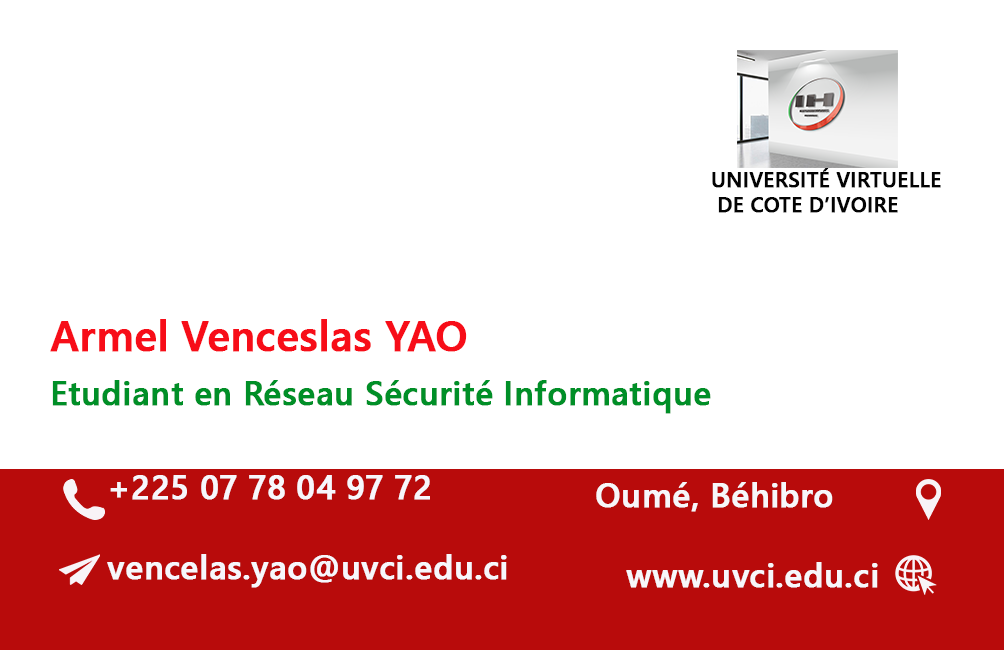 IH
UNIVERSITÉ VIRTUELLE
DE COTE D’IVOIRE
Armel Venceslas YAO
Etudiant en Réseau Sécurité Informatique
+225 07 78 04 97 72
Oumé, Béhibro
vencelas.yao@uvci.edu.ci
www.uvci.edu.ci